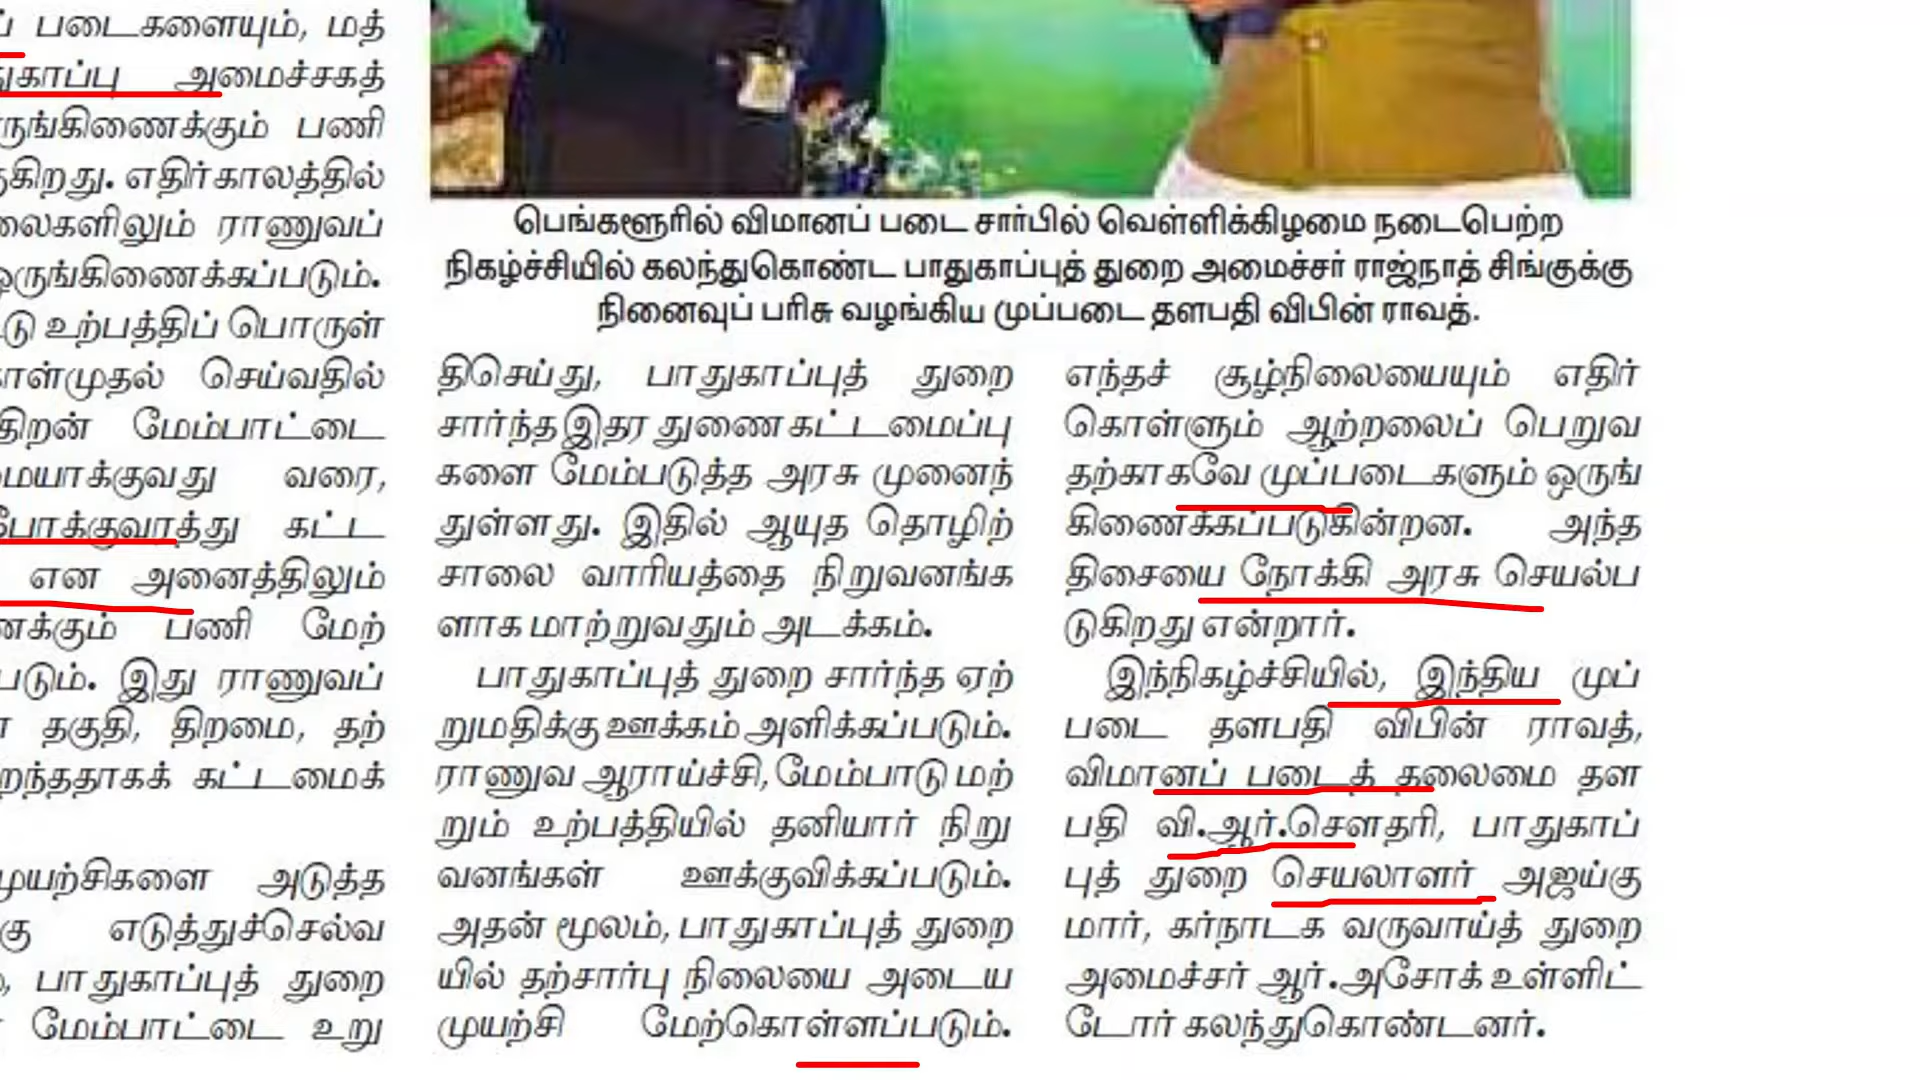 படைகளையும், மத்
துகாப்பு அமைச்சகத்
ருங்கிணைக்கும் பணி
கிறது. எதிர்காலத்தில்
லைகளிலும் ராணுவப்
ஒருங்கிணைக்கப்படும்.
டு உற்பத்திப் பொருள்
ாள்முதல் செய்வதில்
திறன் மேம்பாட்டை
மையாக்குவது வரை,
போக்குவரத்து கட்ட
என அனைத்திலும்
ணக்கும் பணி மேற்
படும். இது ராணுவப்
தகுதி, திறமை, தற்
றந்ததாகக் கட்டமைக்
முயற்சிகளை அடுத்த
கு எடுத்துச்செல்வ
பாதுகாப்புத் துறை
மேம்பாட்டை உறு
பெங்களூரில் விமானப் படை சார்பில் வெள்ளிக்கிழமை நடைபெற்ற
நிகழ்ச்சியில் கலந்துகொண்ட பாதுகாப்புத் துறை அமைச்சர் ராஜ்நாத் சிங்குக்கு
நினைவுப் பரிசு வழங்கிய முப்படை தளபதி விபின் ராவத்.
திசெய்து, பாதுகாப்புத் துறை
சார்ந்த இதர துணை கட்டமைப்பு
களை மேம்படுத்த அரசு முனைந்
துள்ளது. இதில் ஆயுத தொழிற்
சாலை வாரியத்தை நிறுவனங்க
ளாக மாற்றுவதும் அடக்கம்.
பாதுகாப்புத் துறை சார்ந்த ஏற்
றுமதிக்கு ஊக்கம் அளிக்கப்படும்.
ராணுவ ஆராய்ச்சி, மேம்பாடு மற்
றும் உற்பத்தியில் தனியார் நிறு
வனங்கள் ஊக்குவிக்கப்படும்.
அதன் மூலம், பாதுகாப்புத் துறை
யில் தற்சார்பு நிலையை அடைய
முயற்சி மேற்கொள்ளப்படும்.
எந்தச் சூழ்நிலையையும் எதிர்
கொள்ளும் ஆற்றலைப் பெறுவ
தற்காகவே முப்படைகளும் ஒருங்
கிணைக்கப்படுகின்றன. அந்த
திசையை நோக்கி அரசு செயல்ப
டுகிறது என்றார்.
இந்நிகழ்ச்சியில், இந்திய முப்
படை தளபதி விபின் ராவத்,
விமானப் படைத் தலைமை தள
பதி வி.ஆர்.சௌதரி, பாதுகாப்
புத் துறை செயலாளர் அஜய்கு
மார், கர்நாடக வருவாய்த் துறை
அமைச்சர் ஆர்.அசோக் உள்ளிட்
டோர் கலந்துகொண்டனர்.